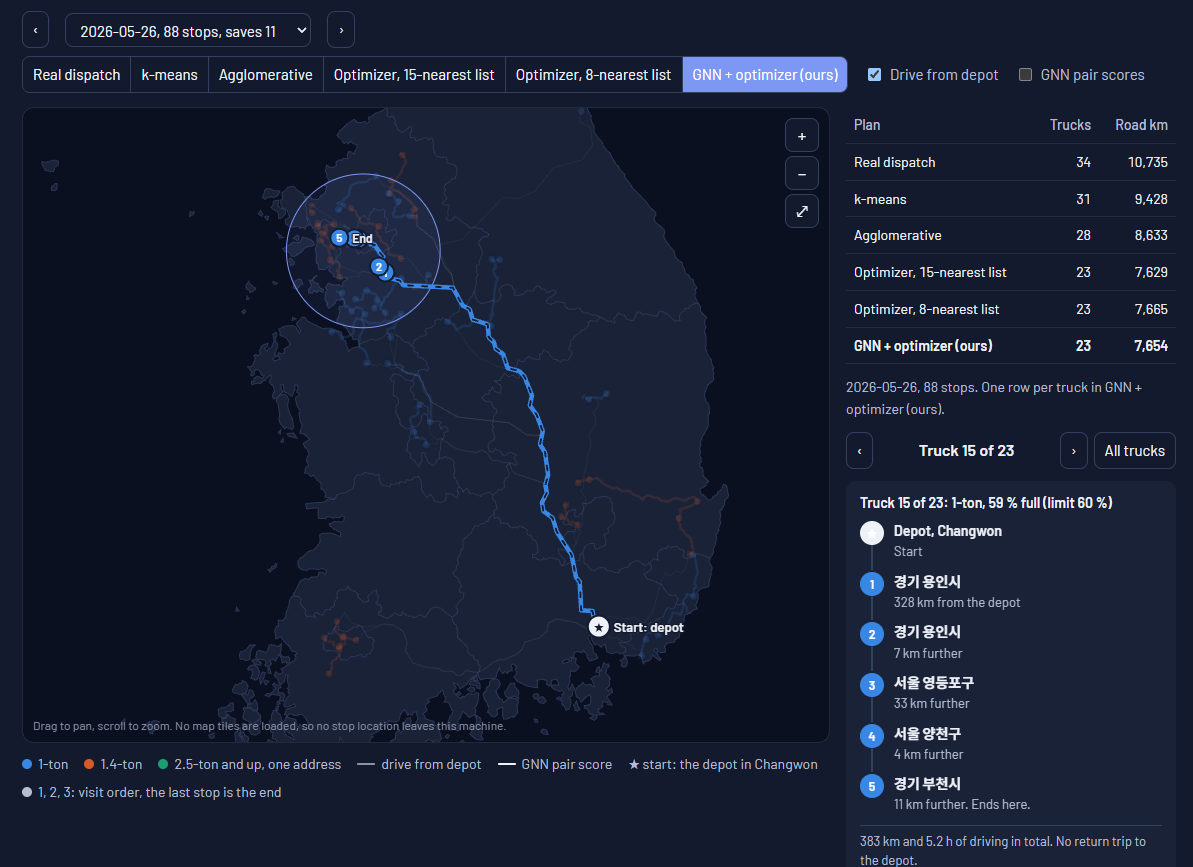 ‹ 2026-05-26, 88 stops, saves 11 ›
Real dispatch k-means Agglomerative Optimizer, 15-nearest list Optimizer, 8-nearest list GNN + optimizer (ours) Drive from depot GNN pair scores
+
−
5 End
2
★ Start: depot
Drag to pan, scroll to zoom. No map tiles are loaded, so no stop location leaves this machine.
1-ton 1.4-ton 2.5-ton and up, one address drive from depot GNN pair score ★ start: the depot in Changwon
1, 2, 3: visit order, the last stop is the end
Plan Trucks Road km
Real dispatch 34 10,735
k-means 31 9,428
Agglomerative 28 8,633
Optimizer, 15-nearest list 23 7,629
Optimizer, 8-nearest list 23 7,665
GNN + optimizer (ours) 23 7,654
2026-05-26, 88 stops. One row per truck in GNN +
optimizer (ours).
‹ Truck 15 of 23 › All trucks
Truck 15 of 23: 1-ton, 59 % full (limit 60 %)
Depot, Changwon
Start
1 경기 용인시
328 km from the depot
2 경기 용인시
7 km further
3 서울 영등포구
33 km further
4 서울 양천구
4 km further
5 경기 부천시
11 km further. Ends here.
383 km and 5.2 h of driving in total. No return trip to
the depot.